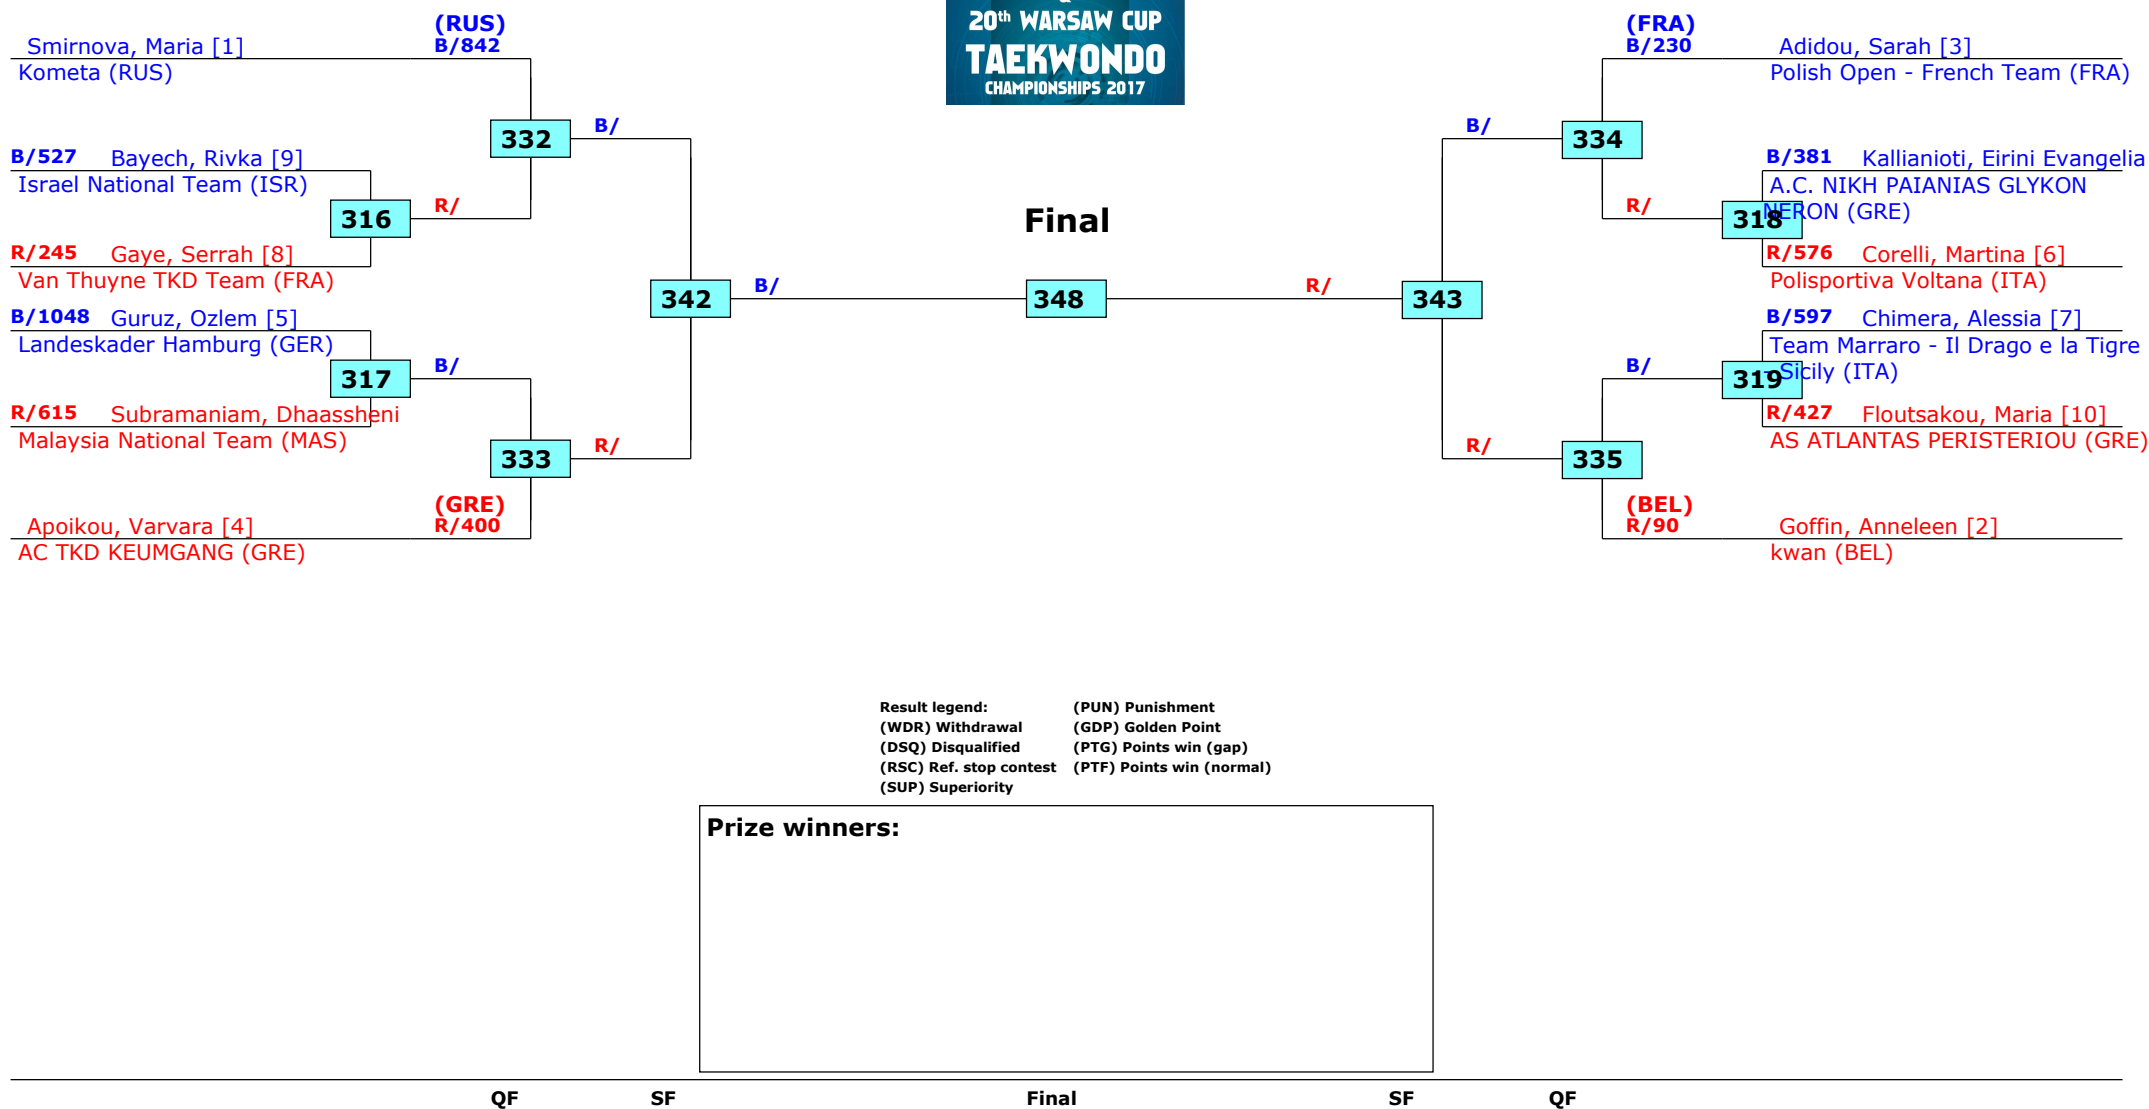 20th WARSAW CUP
TAEKWONDO
CHAMPIONSHIPS 2017
(RUS)
Smirnova, Maria [1] B/842
Kometa (RUS)
332
B/
B/527 Bayech, Rivka [9]
Israel National Team (ISR)
316
R/
R/245 Gaye, Serrah [8]
Van Thuyne TKD Team (FRA)
342
B/
B/1048 Guruz, Ozlem [5]
Landeskader Hamburg (GER)
317
B/
R/615 Subramaniam, Dhaassheni
Malaysia National Team (MAS)
333
R/
(GRE)
Apoikou, Varvara [4] R/400
AC TKD KEUMGANG (GRE)
Final
348
(FRA)
B/230 Adidou, Sarah [3]
Polish Open - French Team (FRA)
B/
334
B/381 Kallianioti, Eirini Evangelia
A.C. NIKH PAIANIAS GLYKON
NERON (GRE)
R/
318
R/576 Corelli, Martina [6]
Polisportiva Voltana (ITA)
R/
343
B/597 Chimera, Alessia [7]
Team Marraro - Il Drago e la Tigre
- Sicily (ITA)
B/
319
R/427 Floutsakou, Maria [10]
AS ATLANTAS PERISTERIOU (GRE)
R/
335
(BEL)
R/90 Goffin, Anneleen [2]
kwan (BEL)
Result legend: (PUN) Punishment
(WDR) Withdrawal (GDP) Golden Point
(DSQ) Disqualified (PTG) Points win (gap)
(RSC) Ref. stop contest (PTF) Points win (normal)
(SUP) Superiority
Prize winners:
QF SF Final SF QF